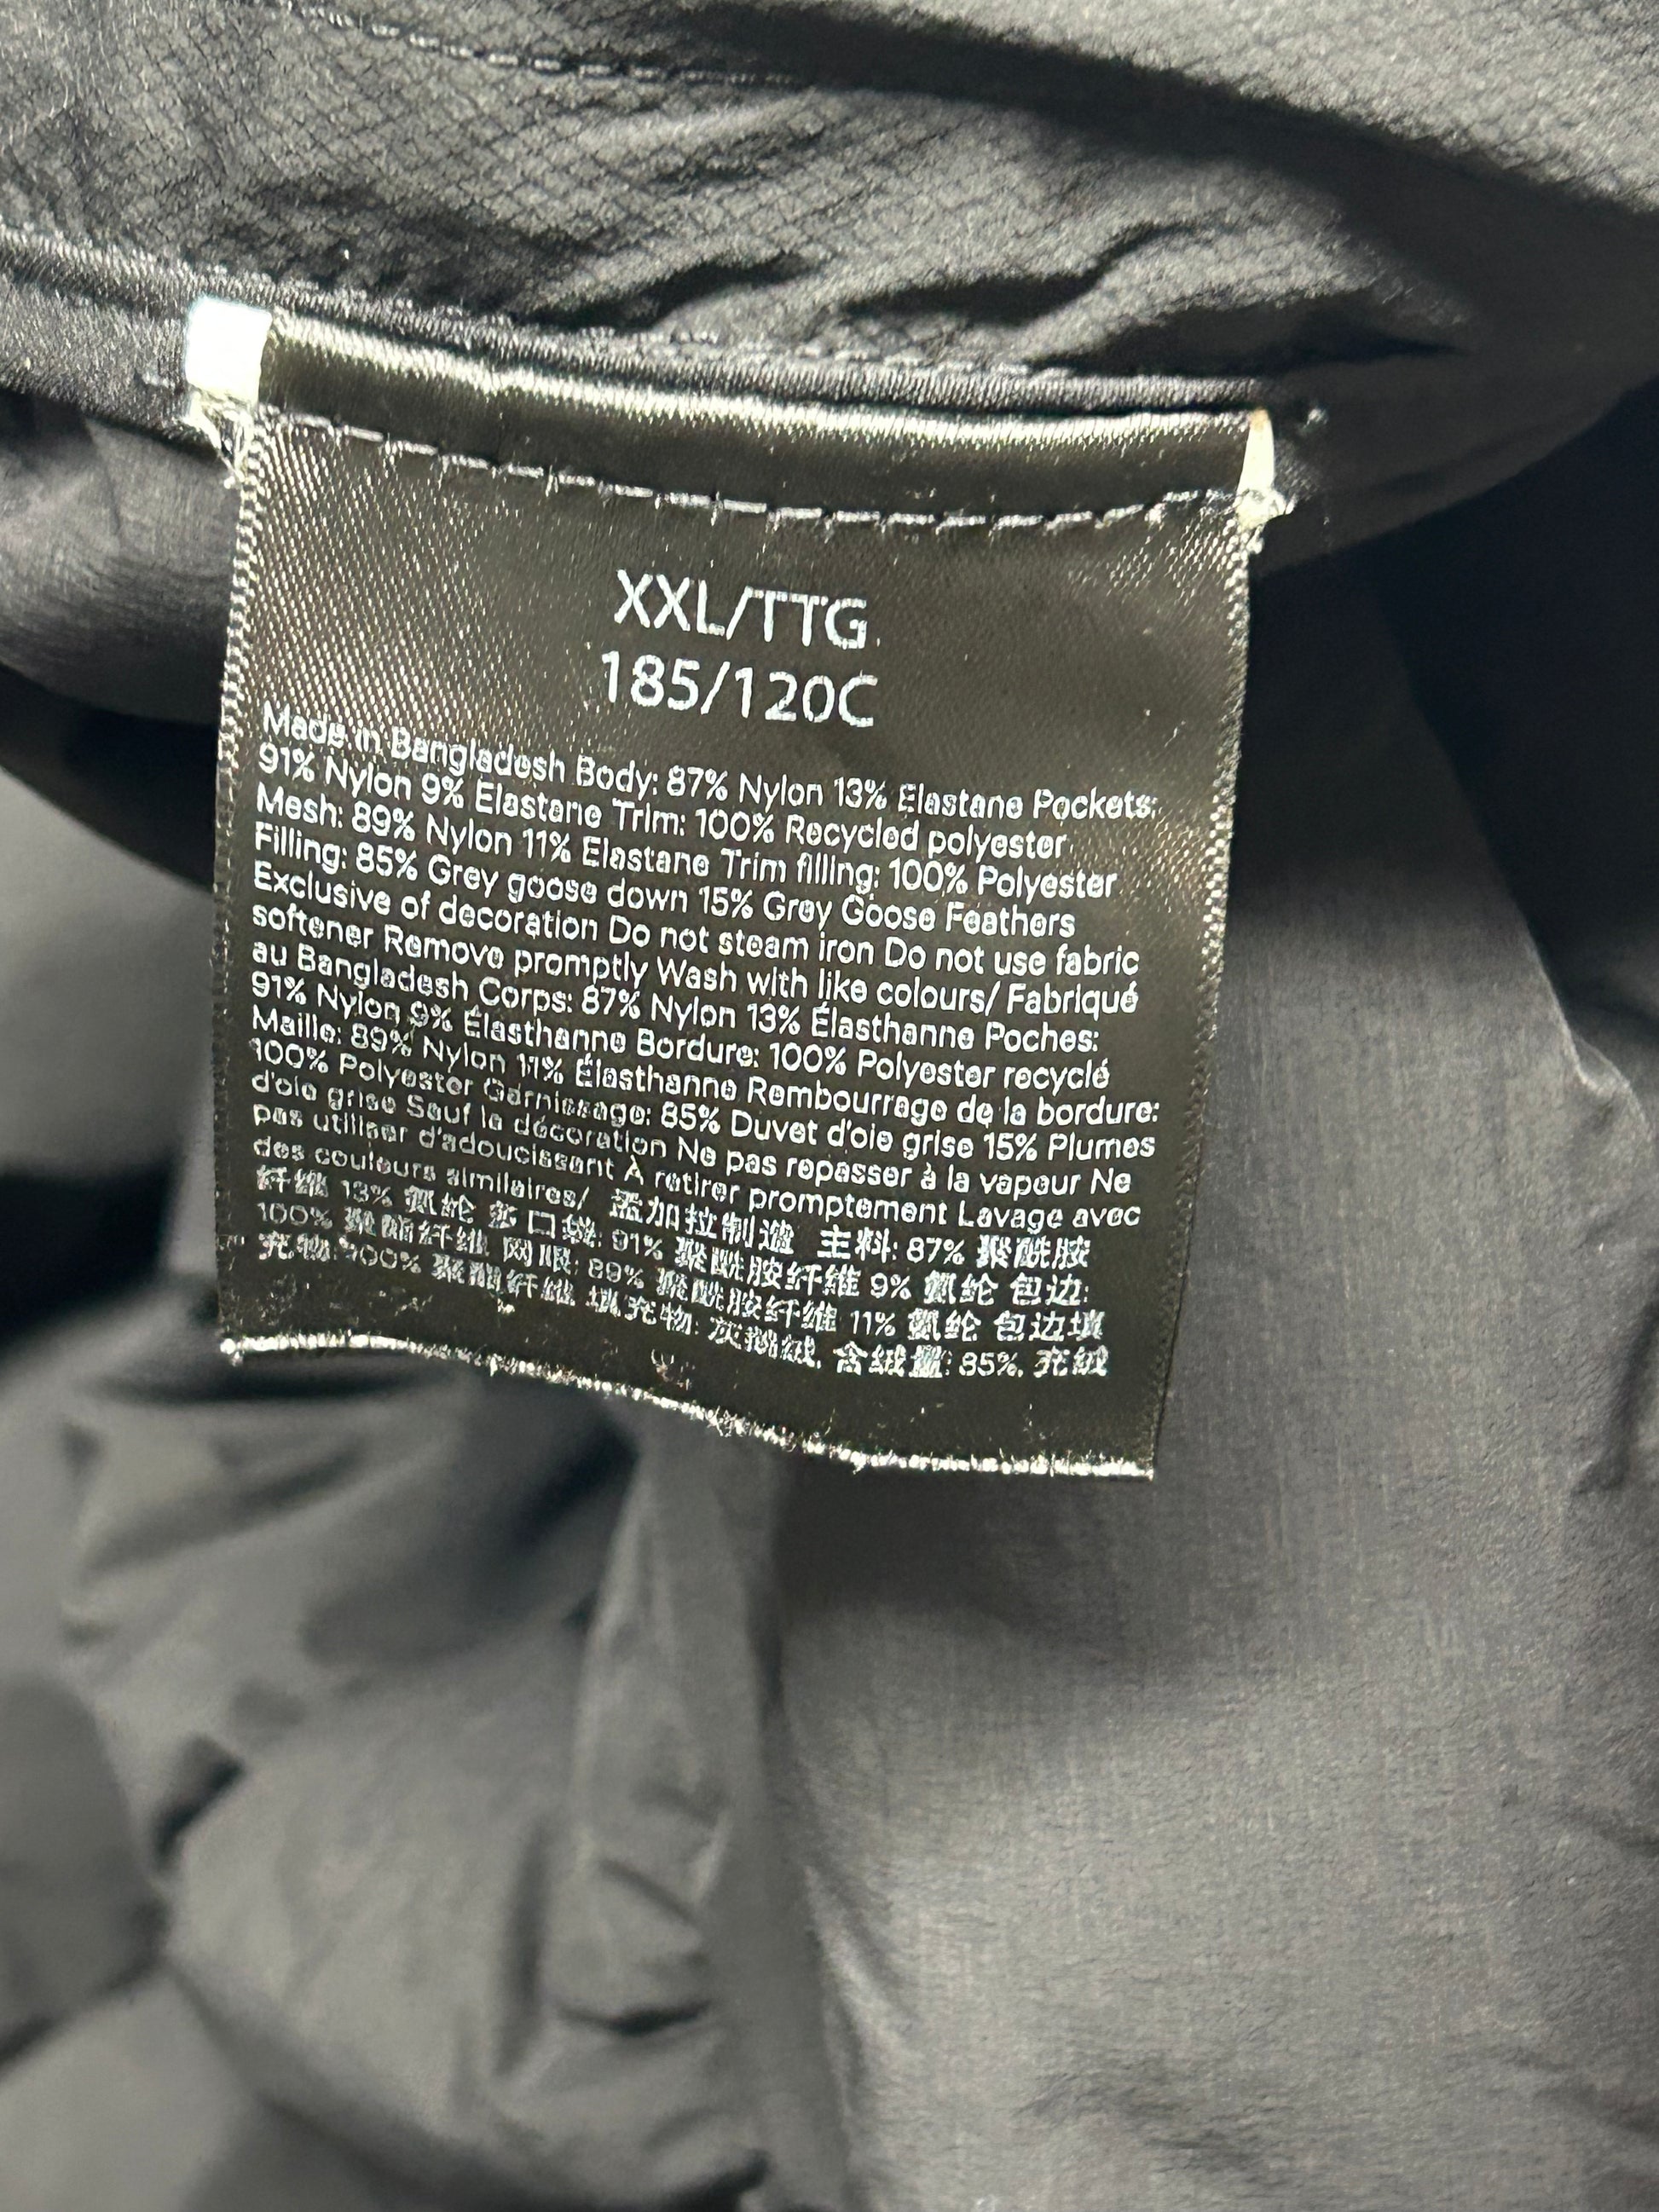 XXL/TTG
185/120C
Made in Bangladesh Body: 87% Nylon 13% Elastane Pockets:
91% Nylon 9% Elastane Trim: 100% Recycled polyester
Mesh: 89% Nylon 11% Elastane Trim filling: 100% Polyester
Filling: 85% Grey goose down 15% Grey Goose Feathers
Exclusive of decoration Do not steam iron Do not use fabric
softener Remove promptly Wash with like colours/ Fabriqué
au Bangladesh Corps: 87% Nylon 13% Élasthanne Poches:
91% Nylon 9% Élasthanne Bordure: 100% Polyester recyclé
Maille: 89% Nylon 11% Élasthanne Rembourrage de la bordure:
100% Polyester Garnissage: 85% Duvet d'oie grise 15% Plumes
d'oie grise Sauf la décoration Ne pas repasser à la vapeur Ne
pas utiliser d'adoucissant À retirer promptement Lavage avec
des couleurs similaires/ 孟加拉制造 主料: 87% 聚酰胺
纤维 13% 氨纶 口袋: 91% 聚酰胺纤维 9% 氨纶 包边:
100% 聚酯纤维 网眼: 89% 聚酰胺纤维 11% 氨纶 包边填
充物: 100% 聚酯纤维 填充物: 灰鹅绒, 含绒量: 85%, 充绒